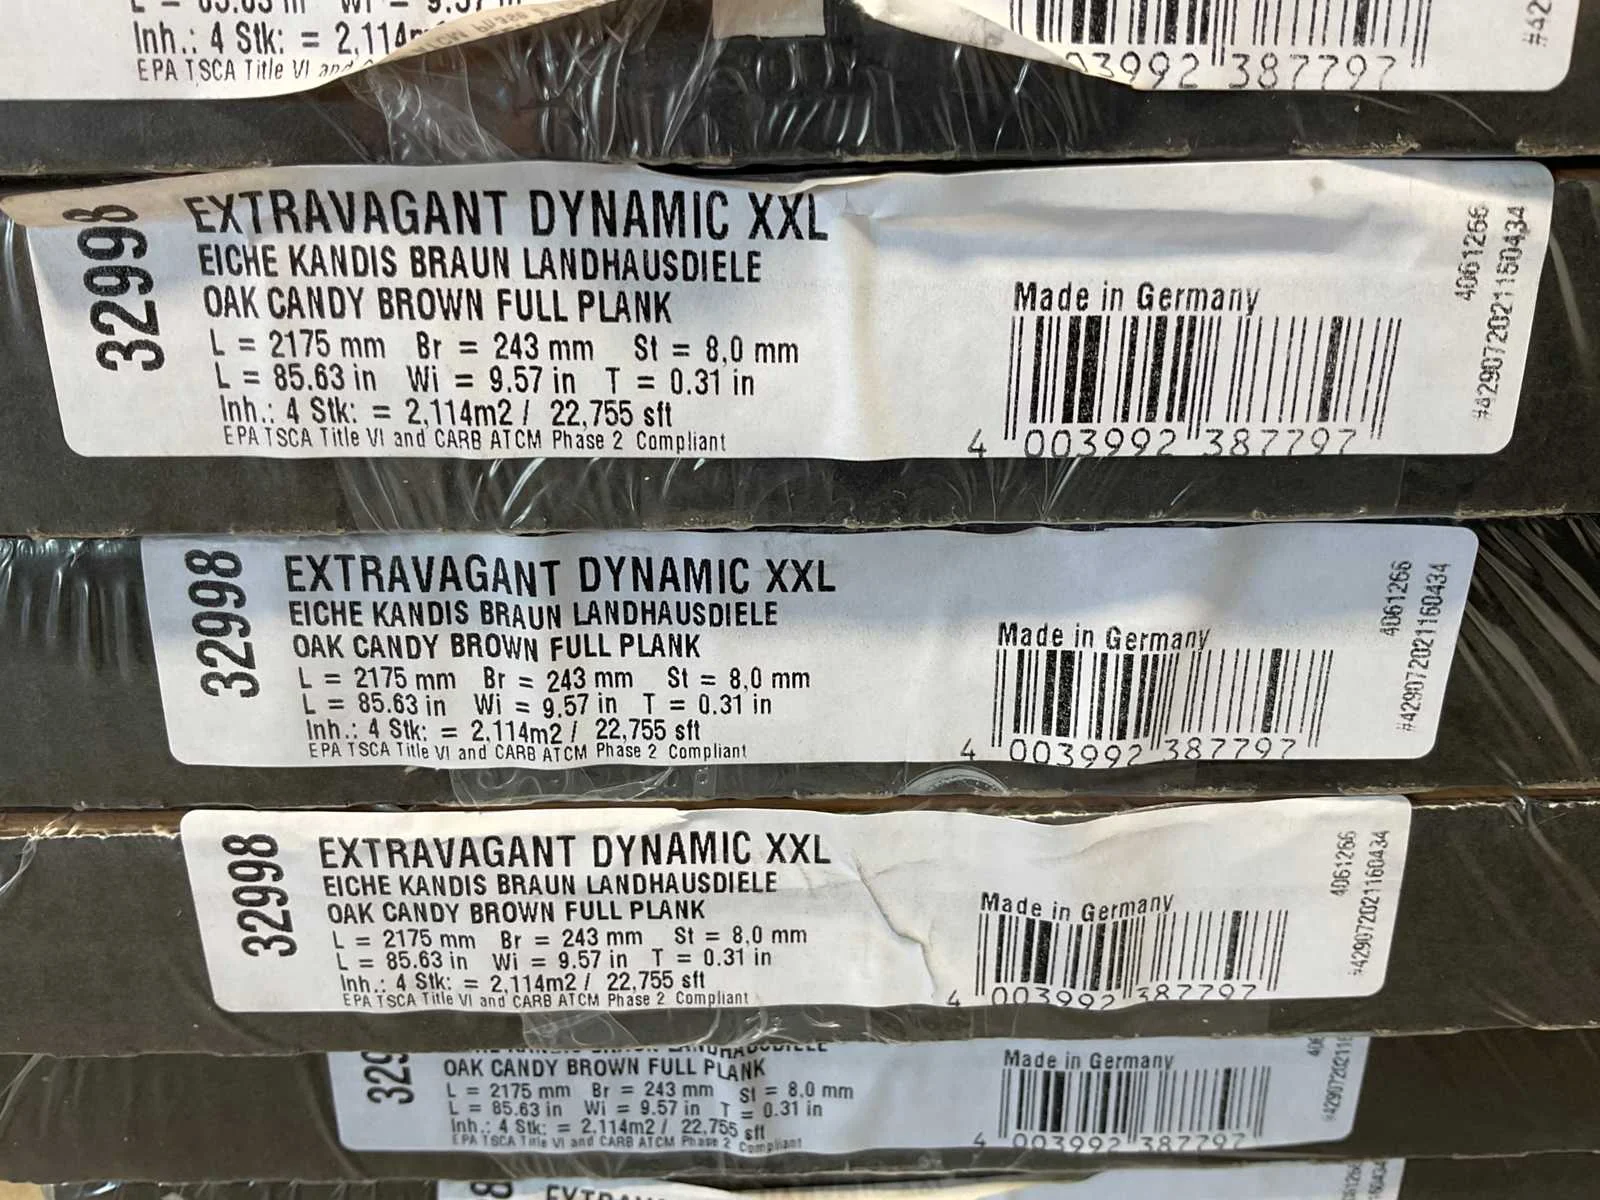 Inh.: 4 Stk: = 2,114
EPA TSCA Title VI and
387797
#42
32998
EXTRAVAGANT DYNAMIC XXL
EICHE KANDIS BRAUN LANDHAUSDIELE
OAK CANDY BROWN FULL PLANK
L = 2175 mm Br = 243 mm St = 8,0 mm
L = 85.63 in Wi = 9.57 in T = 0.31 in
Inh.: 4 Stk: = 2,114m2 / 22,755 sft
EPA TSCA Title VI and CARB ATCM Phase 2 Compliant
Made in Germany
4 003992 387797
4061266
#4290720211160434
32998
EXTRAVAGANT DYNAMIC XXL
EICHE KANDIS BRAUN LANDHAUSDIELE
OAK CANDY BROWN FULL PLANK
L = 2175 mm Br = 243 mm St = 8,0 mm
L = 85.63 in Wi = 9.57 in T = 0.31 in
Inh.: 4 Stk: = 2,114m2 / 22,755 sft
EPA TSCA Title VI and CARB ATCM Phase 2 Compliant
Made in Germany
4 003992 387797
4061266
#4290720211160434
32998
EXTRAVAGANT DYNAMIC XXL
EICHE KANDIS BRAUN LANDHAUSDIELE
OAK CANDY BROWN FULL PLANK
L = 2175 mm Br = 243 mm St = 8,0 mm
L = 85.63 in Wi = 9.57 in T = 0.31 in
Inh.: 4 Stk: = 2,114m2 / 22,755 sft
EPA TSCA Title VI and CARB ATCM Phase 2 Compliant
Made in Germany
4 003992 387797
4061266
#4290720211160434
329
OAK CANDY BROWN FULL PLANK
L = 2175 mm Br = 243 mm St = 8,0 mm
L = 85.63 in Wi = 9.57 in T = 0.31 in
Inh.: 4 Stk: = 2,114m2 / 22,755 sft
EPA TSCA Title VI and CARB ATCM Phase 2 Compliant
Made in Germany
4 003992 387797